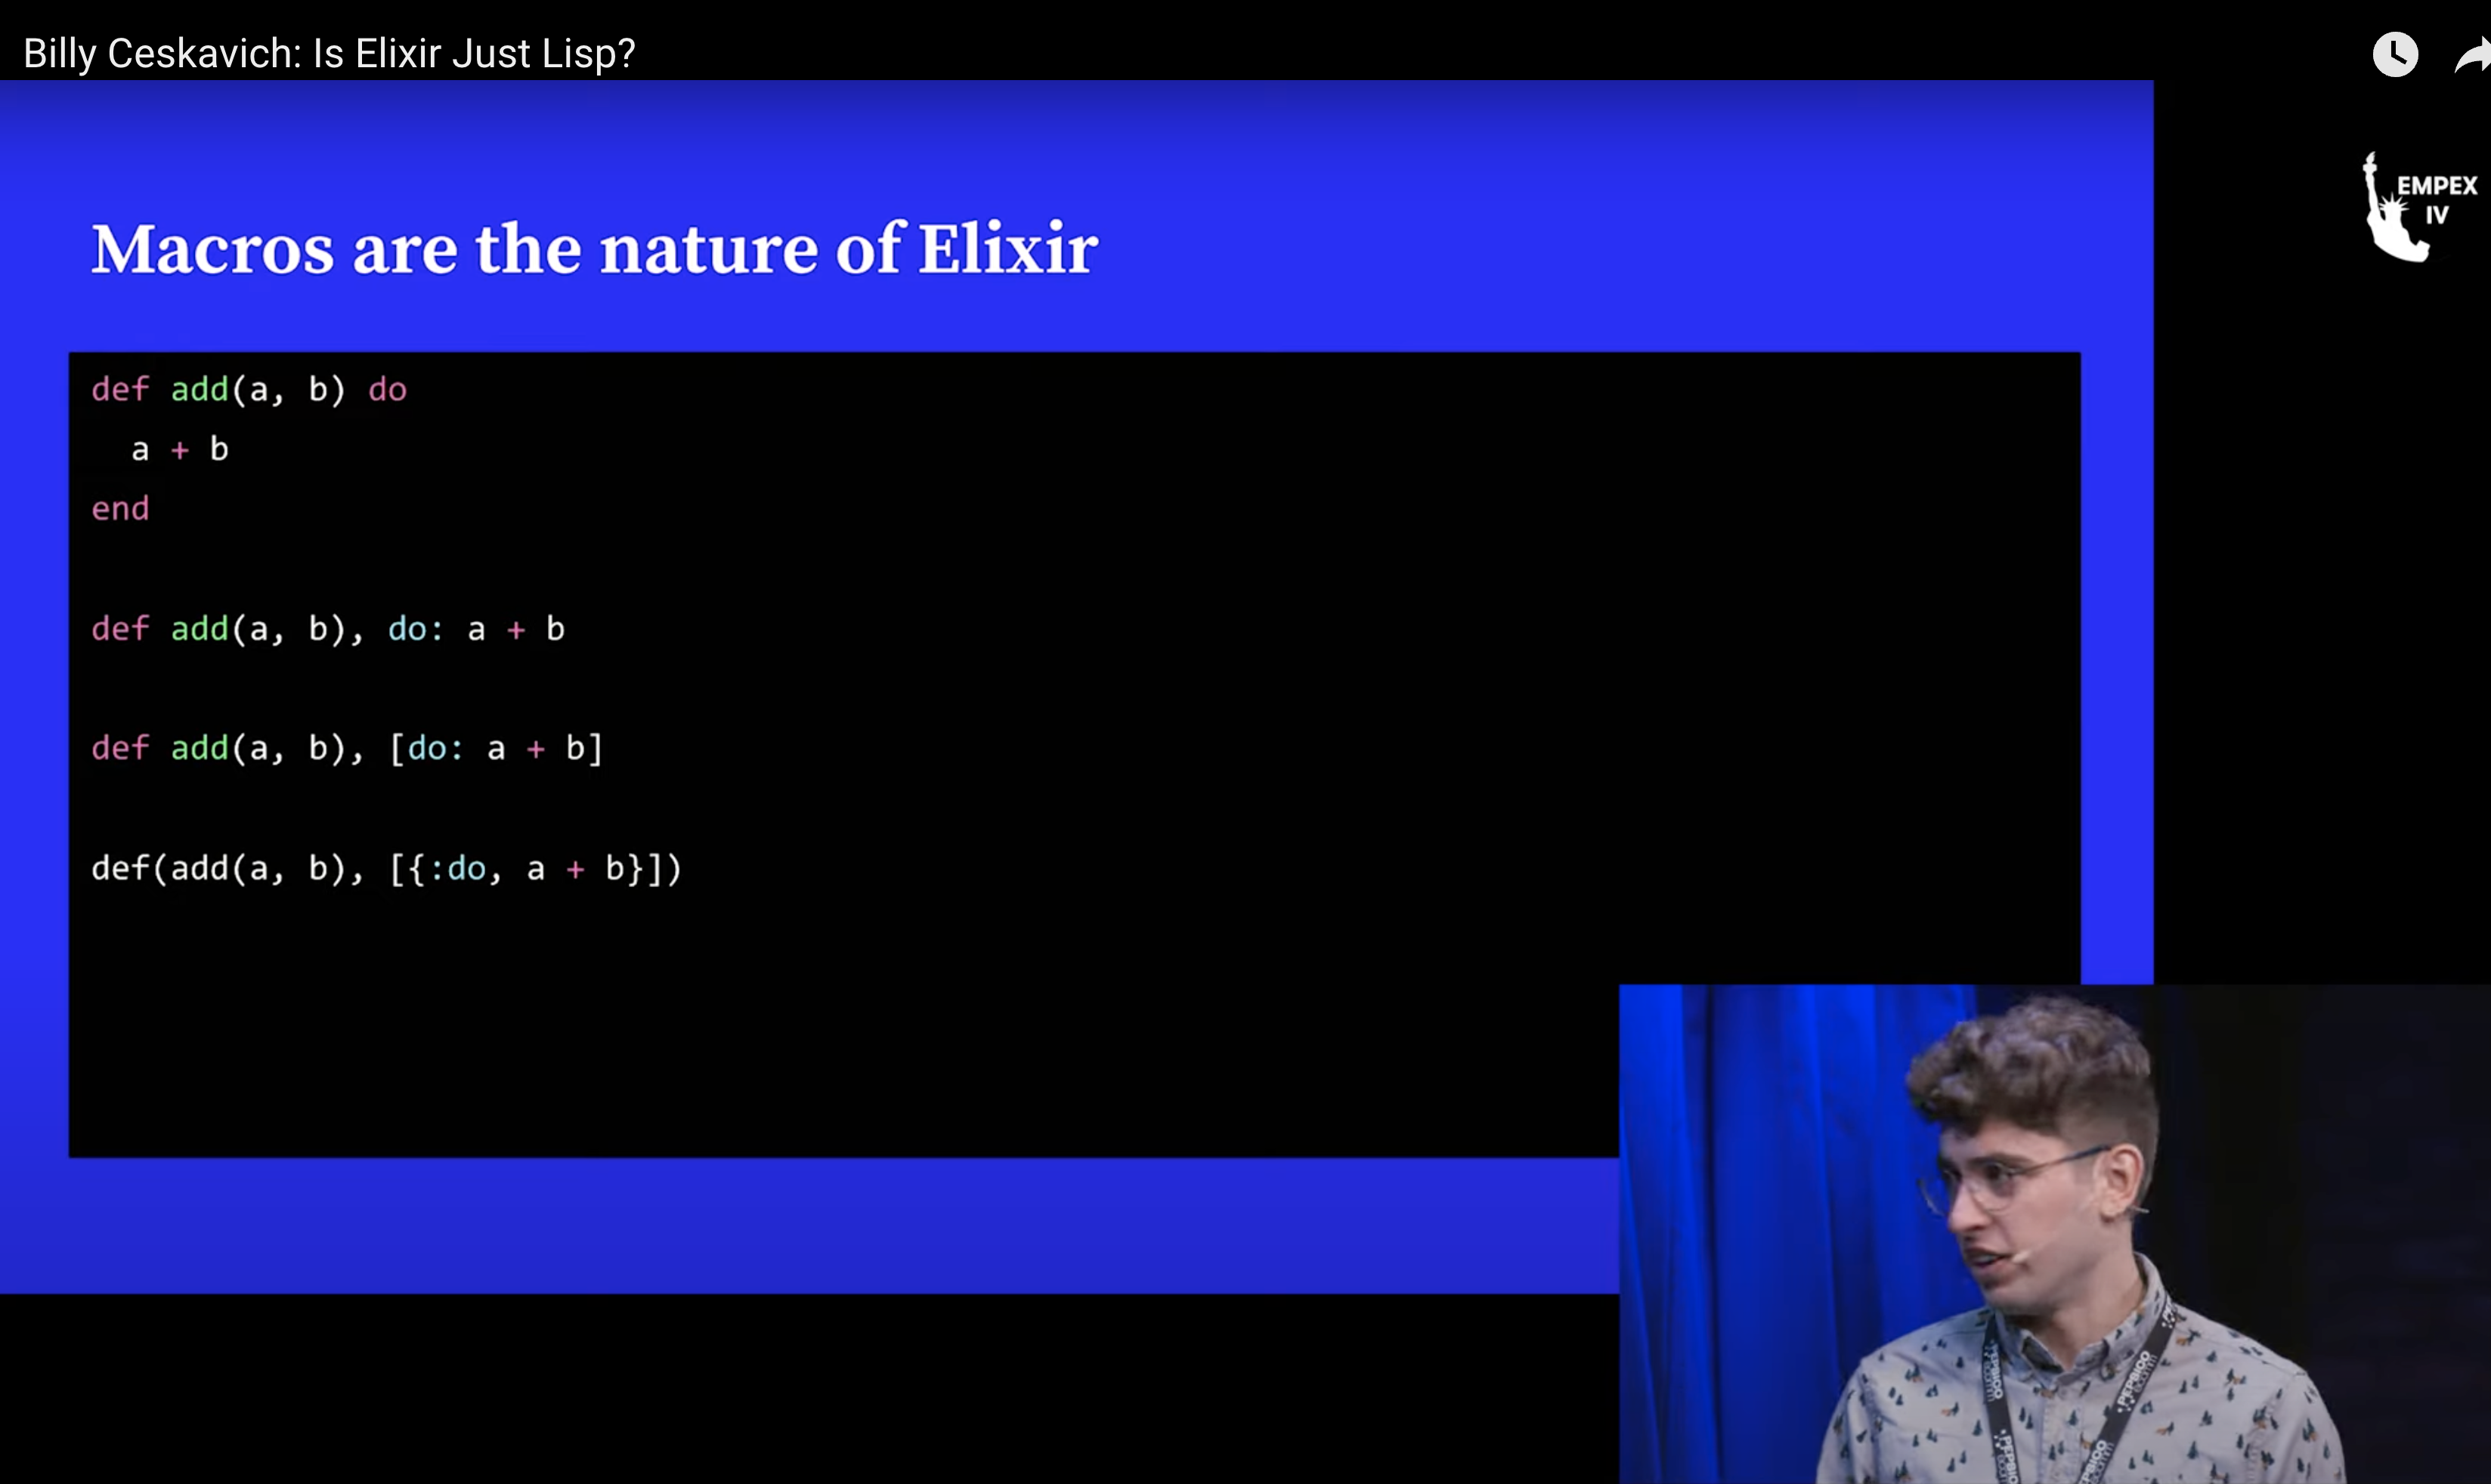 Billy Ceskavich: Is Elixir Just Lisp?
EMPEX
IV
Macros are the nature of Elixir
def add(a, b) do
  a + b
end
def add(a, b), do: a + b
def add(a, b), [do: a + b]
def(add(a, b), [{:do, a + b}])